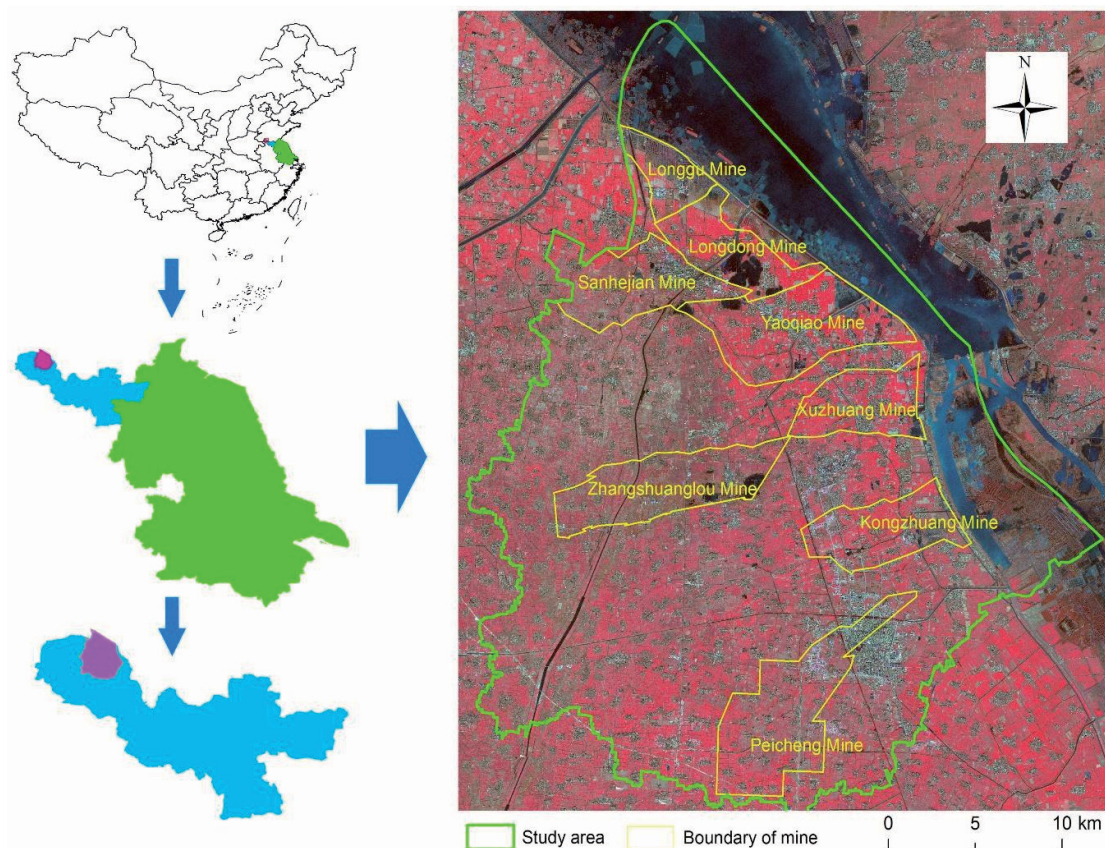 N
Longgu Mine
Longdong Mine
Sanhejian Mine
Yaoqiao Mine
Xuzhuang Mine
Zhangshuanglou Mine
Kongzhuang Mine
Peicheng Mine
Study area
Boundary of mine
0 5 10 km